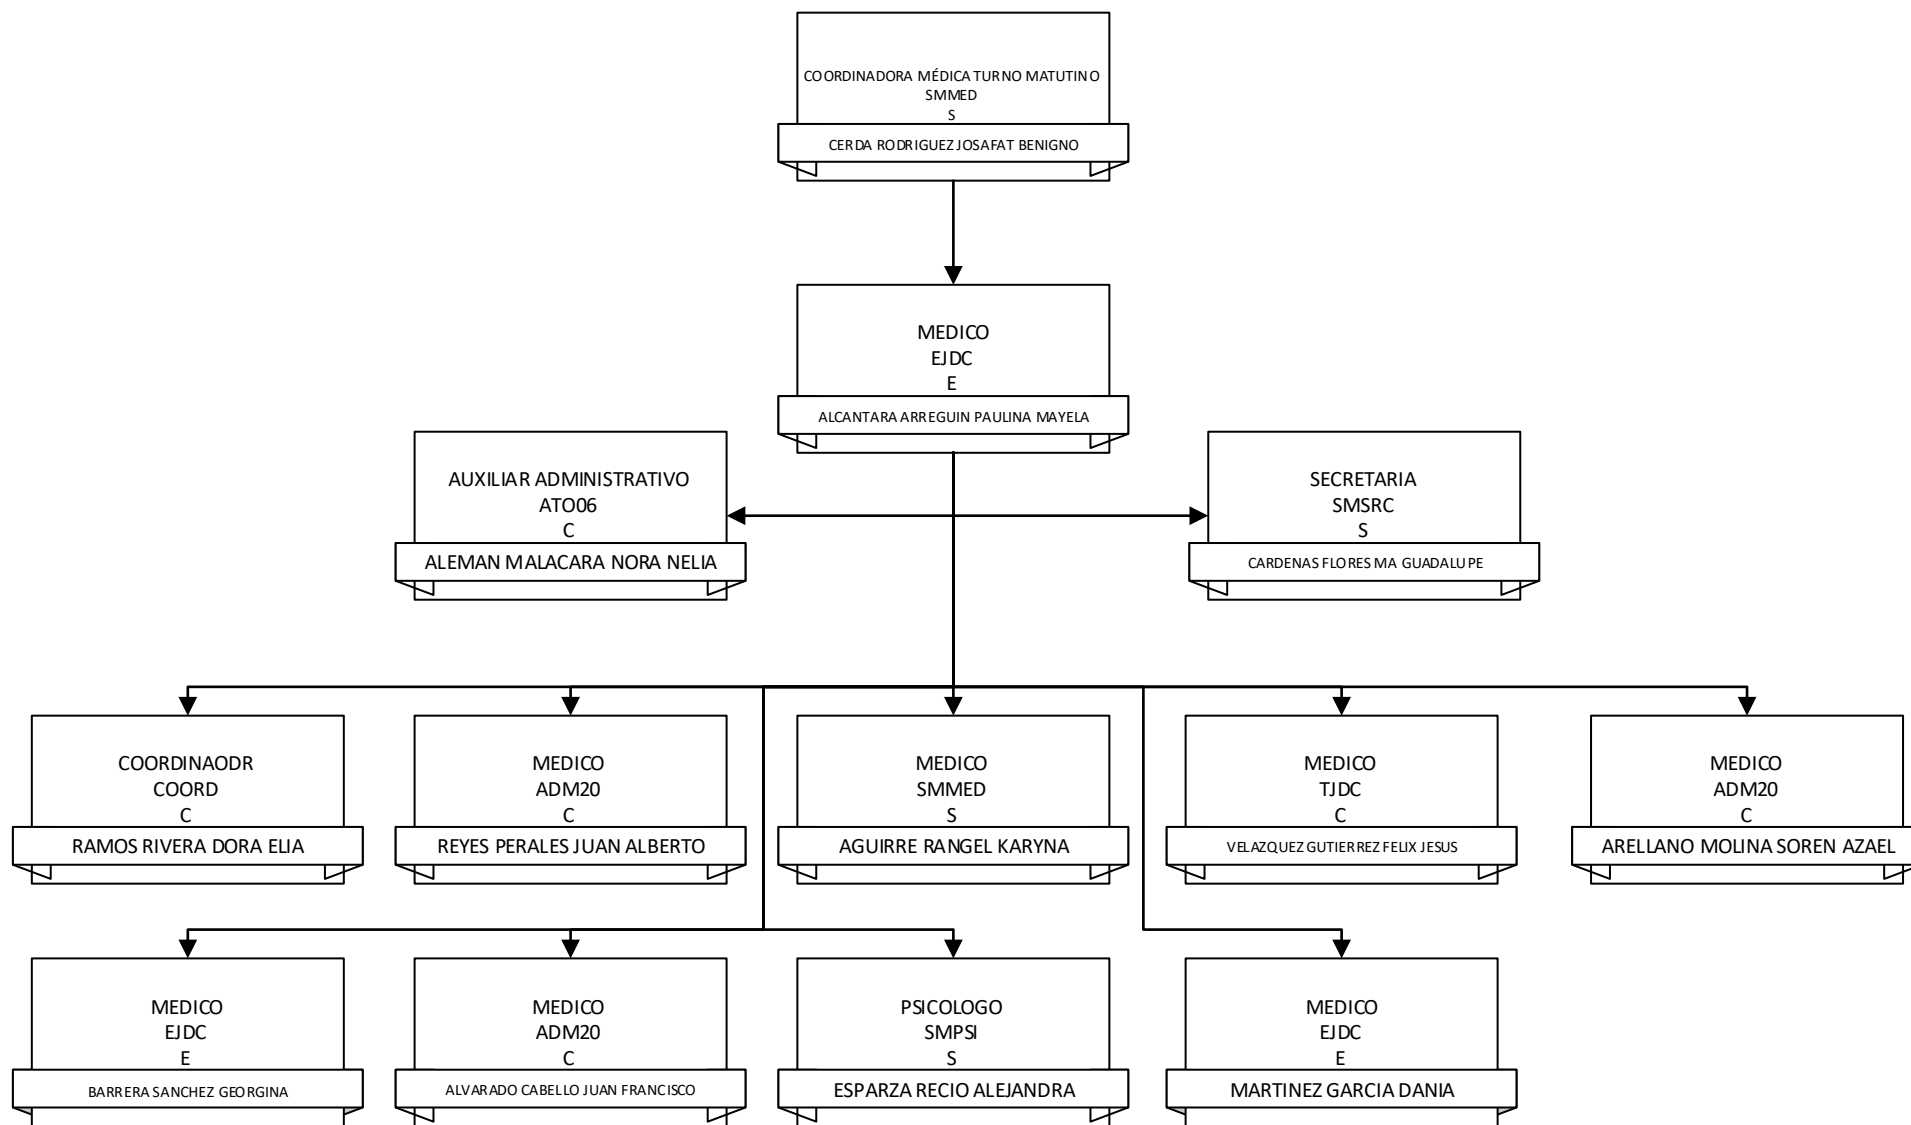 COORDINADORA MÉDICA TURNO MATUTINO
SMMED
S
CERDA RODRIGUEZ JOSAFAT BENIGNO
MEDICO
EJDC
E
ALCANTARA ARREGUIN PAULINA MAYELA
AUXILIAR ADMINISTRATIVO
ATO06
C
ALEMAN MALACARA NORA NELIA
SECRETARIA
SMSRC
S
CARDENAS FLORES MA GUADALUPE
COORDINAODR
COORD
C
RAMOS RIVERA DORA ELIA
MEDICO
ADM20
C
REYES PERALES JUAN ALBERTO
MEDICO
SMMED
S
AGUIRRE RANGEL KARYNA
MEDICO
TJDC
C
VELAZQUEZ GUTIERREZ FELIX JESUS
MEDICO
ADM20
C
ARELLANO MOLINA SOREN AZAEL
MEDICO
EJDC
E
BARRERA SANCHEZ GEORGINA
MEDICO
ADM20
C
ALVARADO CABELLO JUAN FRANCISCO
PSICOLOGO
SMPSI
S
ESPARZA RECIO ALEJANDRA
MEDICO
EJDC
E
MARTINEZ GARCIA DANIA